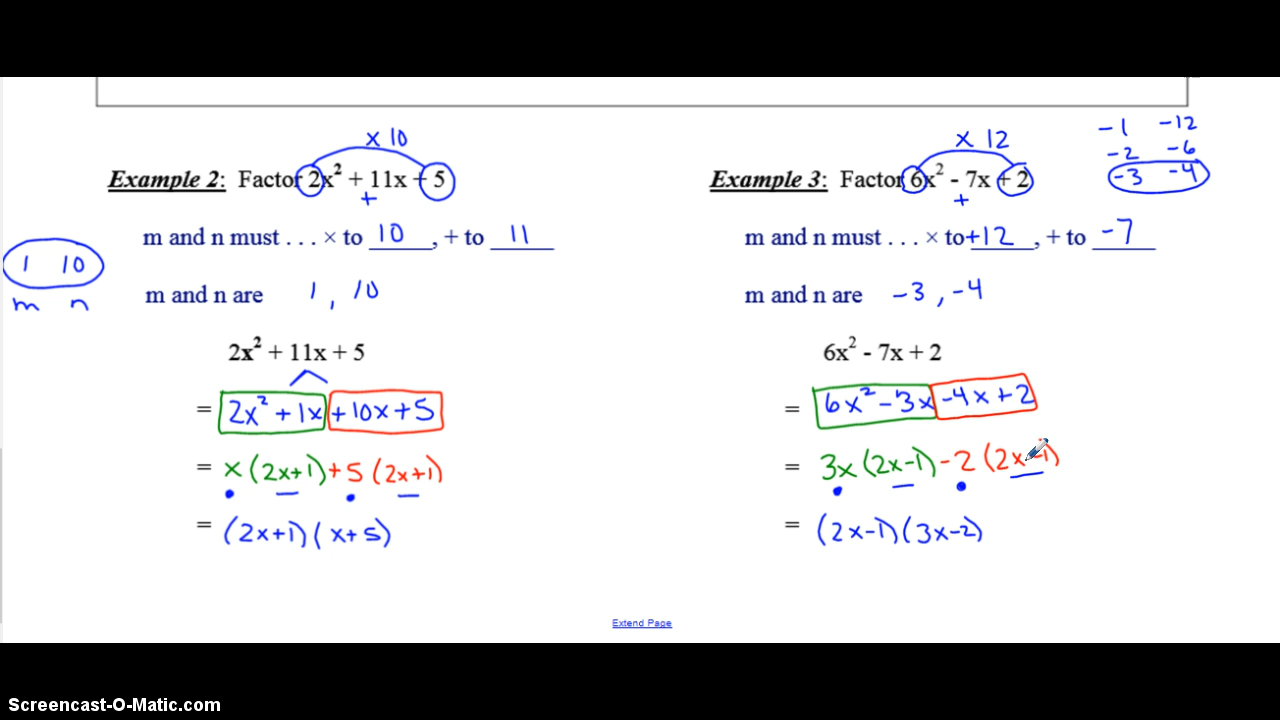 x 10
Example 2: Factor 2x² + 11x + 5
+
m and n must . . . × to 10 , + to 11
1 10
m n
m and n are 1 , 10
2x² + 11x + 5
= 2x² + 1x + 10x + 5
= x (2x+1) + 5 (2x+1)
= (2x+1) (x+5)
x 12
-1 -12
-2 -6
-3 -4
Example 3: Factor 6x² - 7x + 2
+
m and n must . . . × to +12 , + to -7
m and n are -3 , -4
6x² - 7x + 2
= 6x² - 3x - 4x + 2
= 3x (2x-1) - 2 (2x-1)
= (2x-1) (3x-2)
Extend Page
Screencast-O-Matic.com